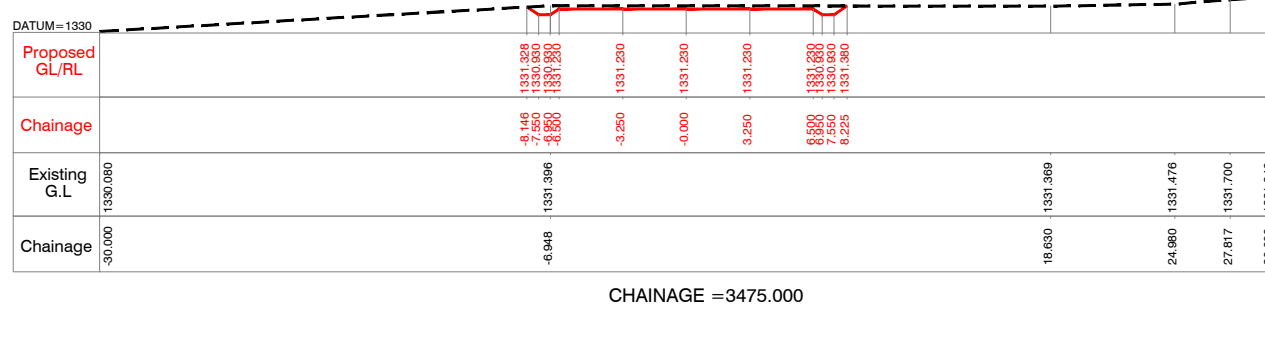 DATUM=1330
Proposed
GL/RL
1331.328 1330.930 1330.930 1331.230 1331.230 1331.230 1331.230 1331.230 1330.930 1330.930 1331.380
Chainage
-8.146 -7.550 -6.950 -6.500 -3.250 -0.000 3.250 6.500 6.950 7.550 8.225
Existing
G.L
1330.080 1331.396 1331.369 1331.476 1331.700
Chainage
-30.000 -6.948 18.630 24.980 27.817
CHAINAGE =3475.000